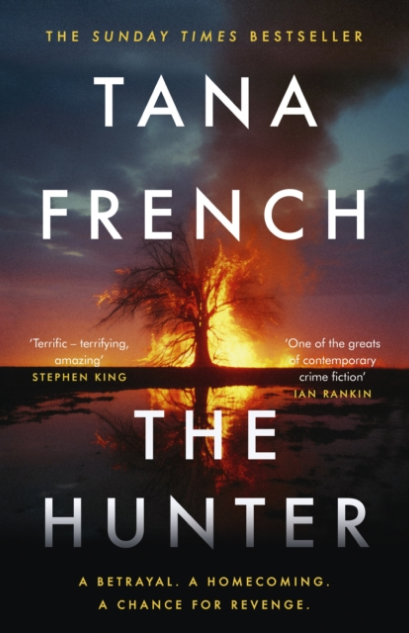 THE SUNDAY TIMES BESTSELLER
TANA
FRENCH
'Terrific – terrifying,
amazing'
STEPHEN KING
'One of the greats
of contemporary
crime fiction'
IAN RANKIN
THE
HUNTER
A BETRAYAL. A HOMECOMING.
A CHANCE FOR REVENGE.